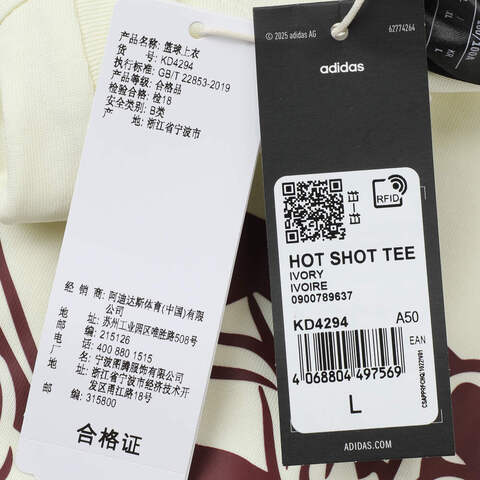 产品名称: 篮球上衣
货 号: KD4294
执行标准: GB/T 22853-2019
产品等级: 合格品
检验合格: 检18
安全类别: B类
产 地: 浙江省宁波市
经 销 商: 阿迪达斯体育(中国)有限
公司
地 址: 苏州工业园区唯胜路508号
邮 编: 215126
电 话: 400 880 1515
厂 名: 宁波图腾服饰有限公司
地 址: 浙江省宁波市经济技术开
发区甬江路18号
邮 编: 315800
合格证
© 2025 adidas AG
62774264
adidas
RFID
HOT SHOT TEE
IVORY
IVOIRE
0900789637
KD4294
A50
EAN
4 068804 497569
L
ADIDAS.COM